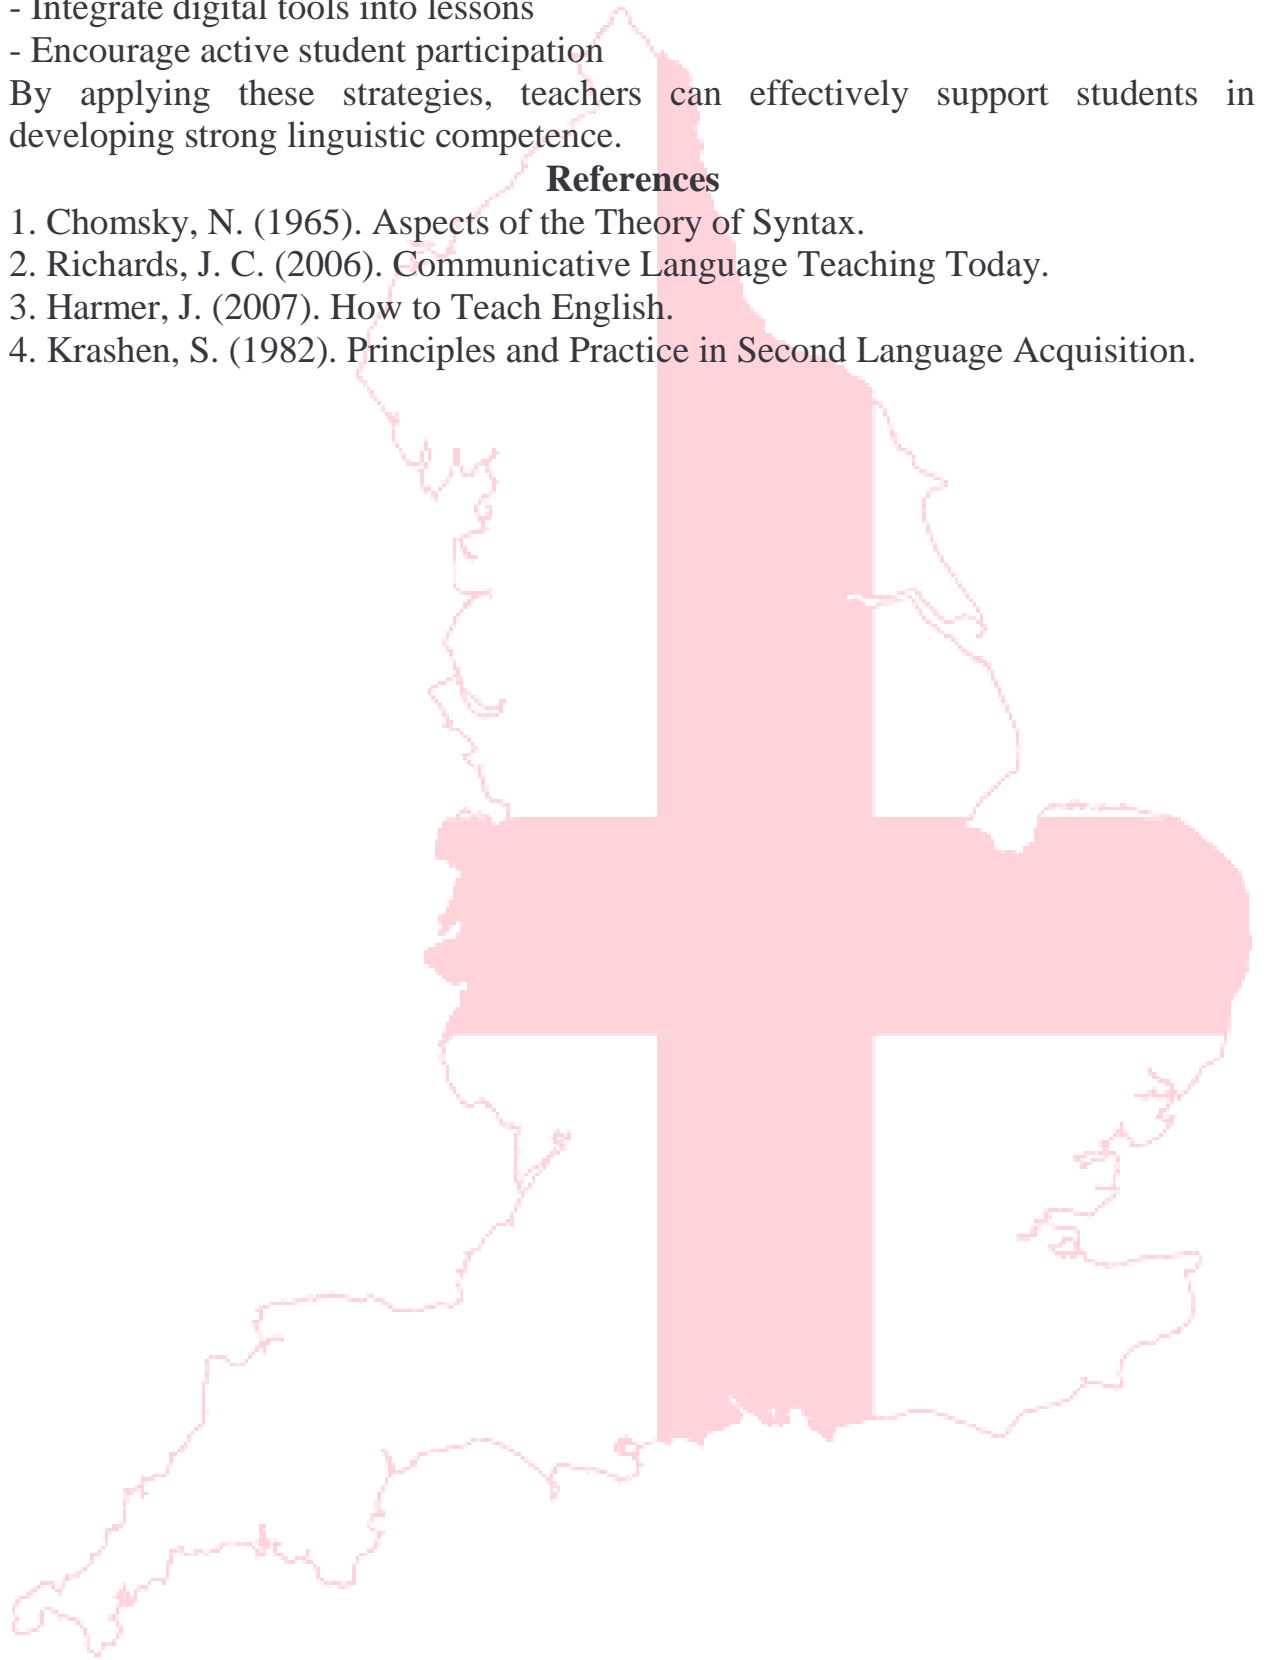 - Integrate digital tools into lessons
- Encourage active student participation
By applying these strategies, teachers can effectively support students in
developing strong linguistic competence.
References
1. Chomsky, N. (1965). Aspects of the Theory of Syntax.
2. Richards, J. C. (2006). Communicative Language Teaching Today.
3. Harmer, J. (2007). How to Teach English.
4. Krashen, S. (1982). Principles and Practice in Second Language Acquisition.